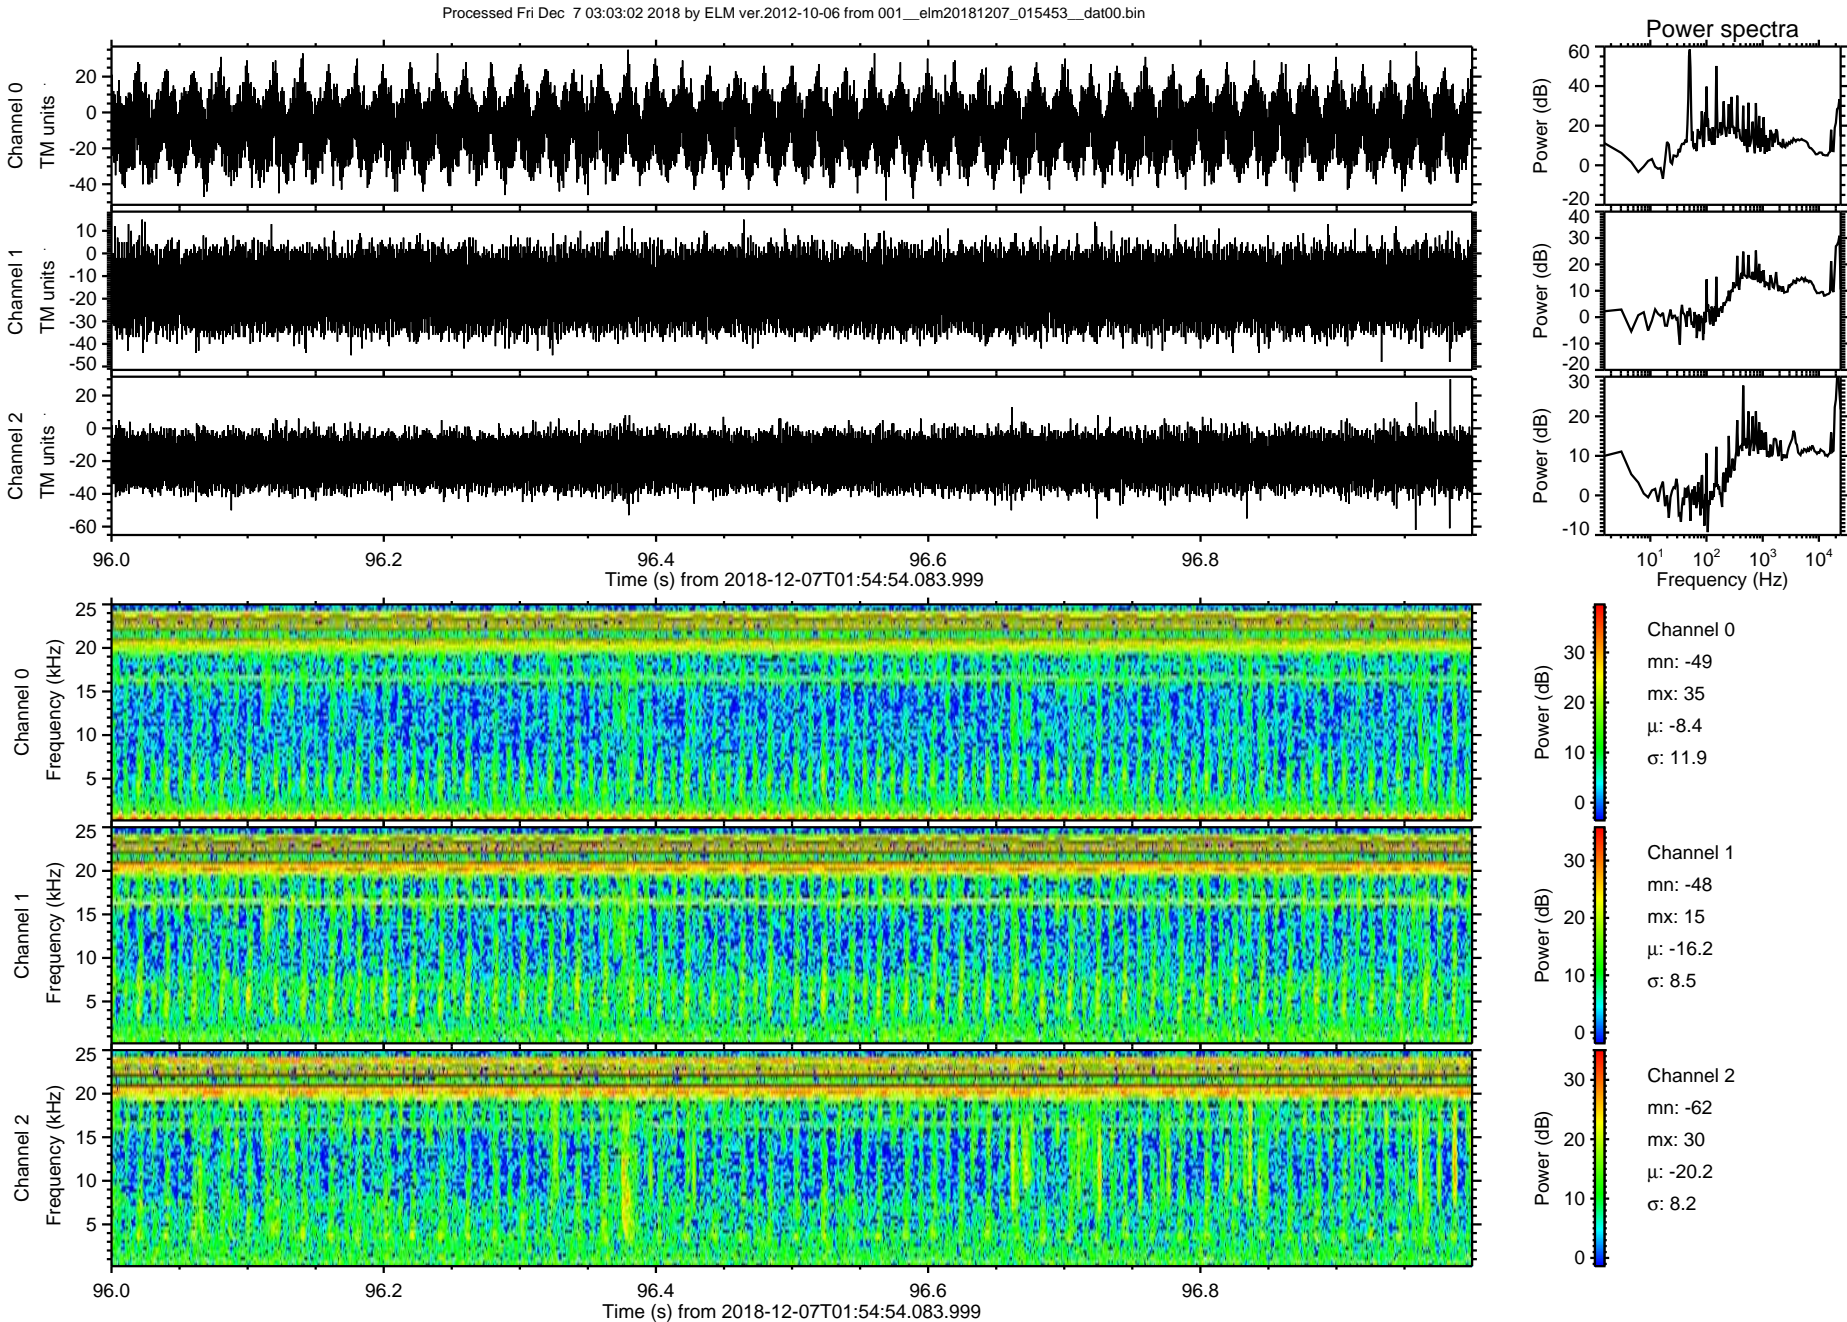 Processed Fri Dec 7 03:03:02 2018 by ELM ver.2012-10-06 from 001__elm20181207_015453__dat00.bin
Power spectra
Channel 0
TM units
20
0
-20
-40
Power (dB)
60
40
20
0
-20
Channel 1
TM units
10
0
-10
-20
-30
-40
-50
Power (dB)
40
30
20
10
0
-10
-20
Channel 2
TM units
20
0
-20
-40
-60
Power (dB)
30
20
10
0
-10
96.0 96.2 96.4 96.6 96.8
Time (s) from 2018-12-07T01:54:54.083.999
10^1 10^2 10^3 10^4
Frequency (Hz)
Channel 0
Frequency (kHz)
25
20
15
10
5
Power (dB)
30
20
10
0
Channel 0
mn: -49
mx: 35
μ: -8.4
σ: 11.9
Channel 1
Frequency (kHz)
25
20
15
10
5
Power (dB)
30
20
10
0
Channel 1
mn: -48
mx: 15
μ: -16.2
σ: 8.5
Channel 2
Frequency (kHz)
25
20
15
10
5
Power (dB)
30
20
10
0
Channel 2
mn: -62
mx: 30
μ: -20.2
σ: 8.2
96.0 96.2 96.4 96.6 96.8
Time (s) from 2018-12-07T01:54:54.083.999